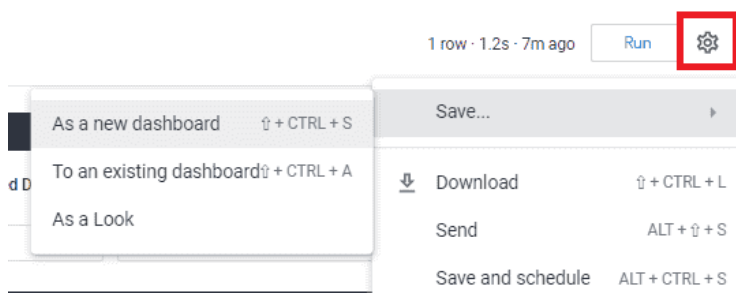 1 row · 1.2s · 7m ago Run
Save...
As a new dashboard ⇧ + CTRL + S
To an existing dashboard⇧ + CTRL + A
As a Look
d D
Download ⇧ + CTRL + L
Send ALT + ⇧ + S
Save and schedule ALT + CTRL + S